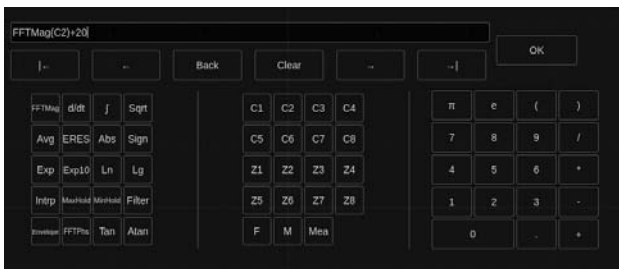 FFTMag(C2)+20
OK
|← ← Back Clear → →|
FFTMag d/dt ∫ Sqrt C1 C2 C3 C4 π e ( )
Avg ERES Abs Sign C5 C6 C7 C8 7 8 9 /
Exp Exp10 Ln Lg Z1 Z2 Z3 Z4 4 5 6 *
Intrp MaxHold MinHold Filter Z5 Z6 Z7 Z8 1 2 3 -
Envelope FFTPhs Tan Atan F M Mea 0 . +